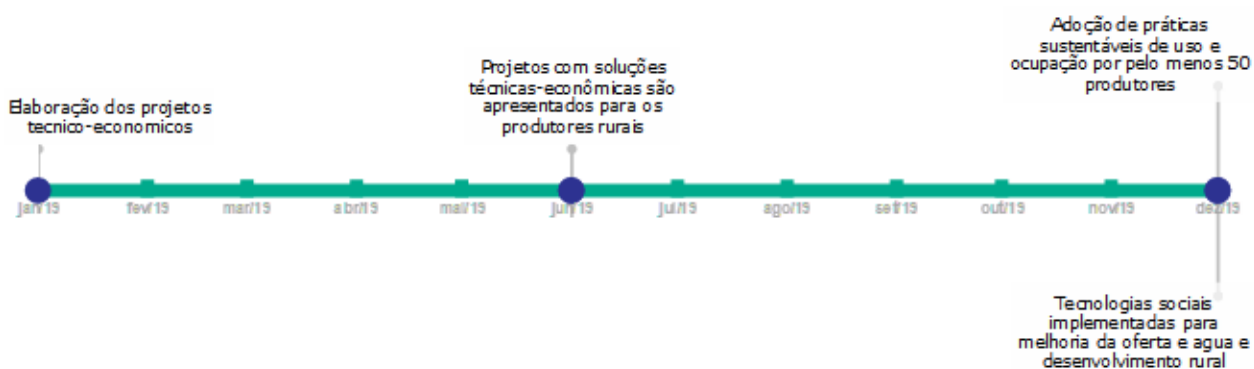 Adoção de práticas
sustentáveis de uso e
ocupação por pelo menos 50
produtores
Projetos com soluções
técnicas-econômicas são
apresentados para os
produtores rurais
Elaboração dos projetos
tecnico-economicos
jan/19 fev/19 mar/19 abr/19 mai/19 jun/19 jul/19 ago/19 set/19 out/19 nov/19 dez/19
Tecnologias sociais
implementadas para
melhoria da oferta e agua e
desenvolvimento rural